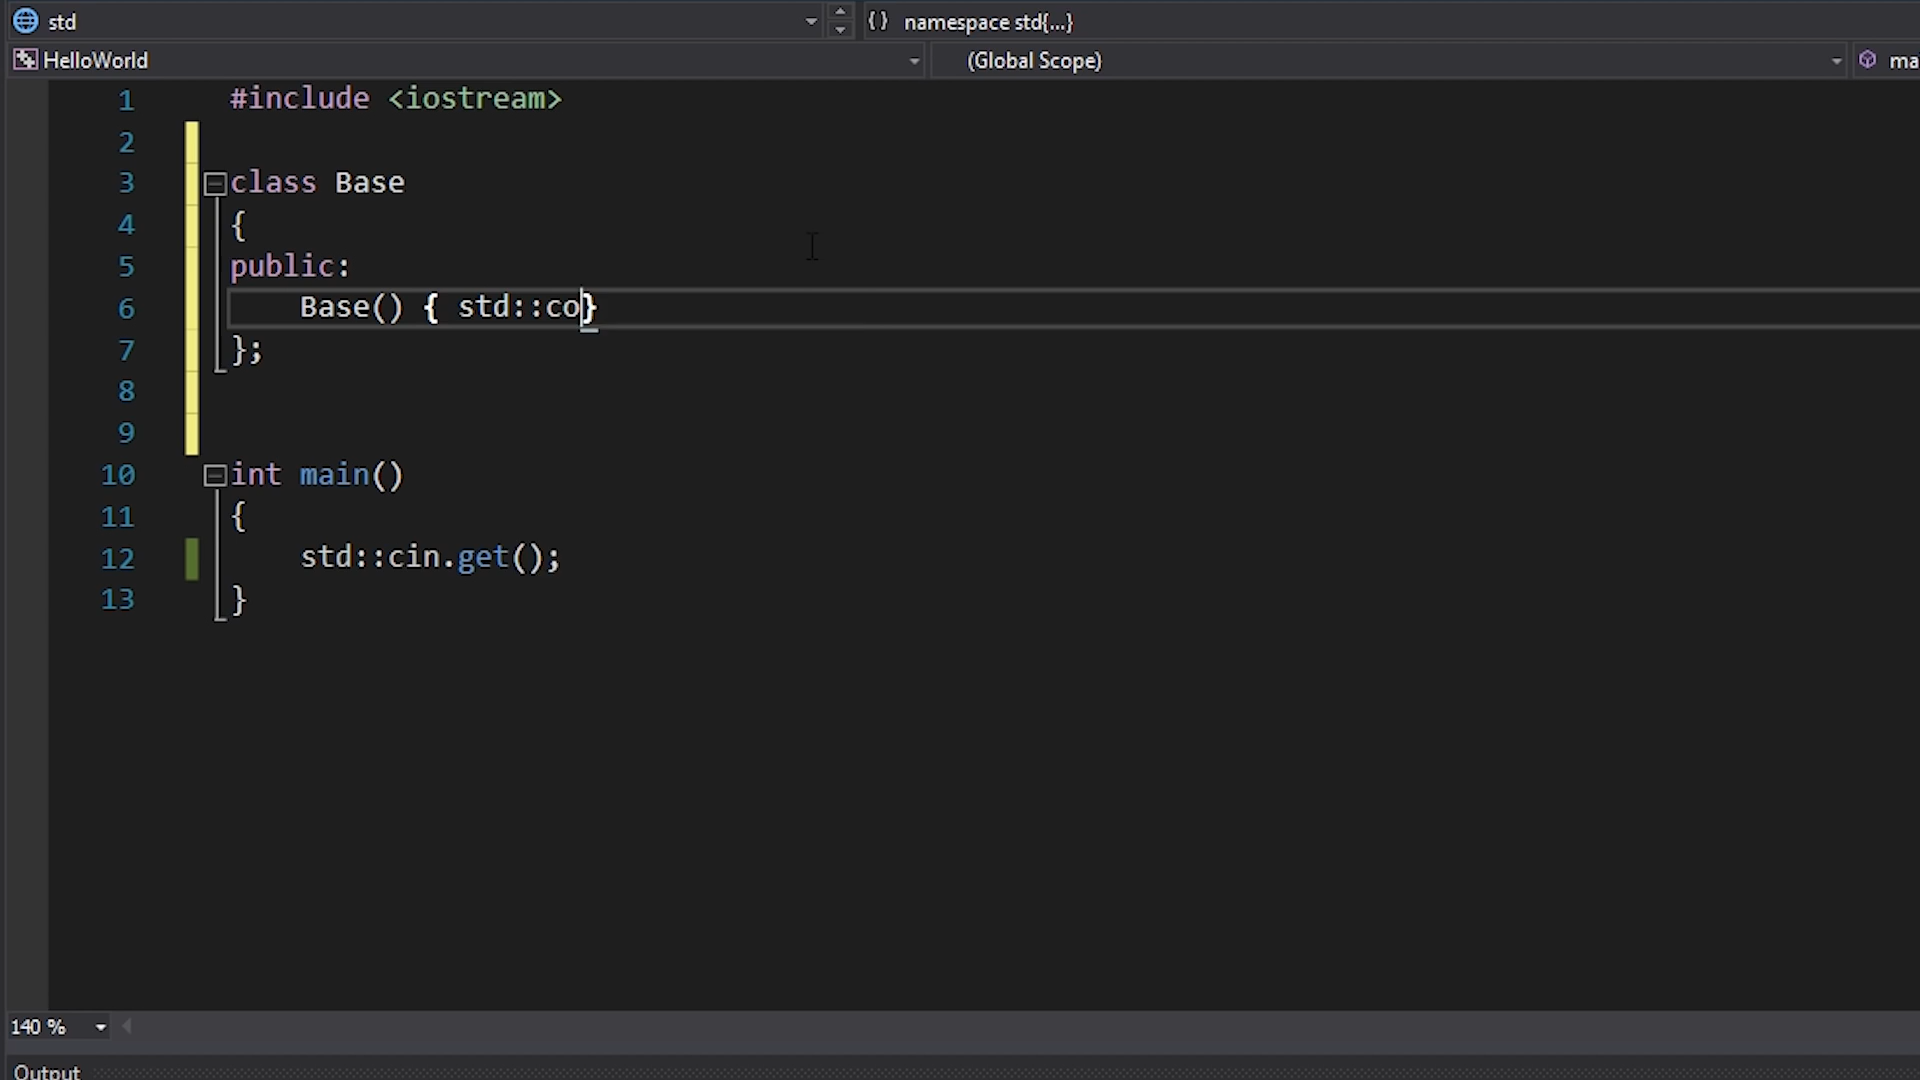 std
namespace std{...}
HelloWorld
(Global Scope)
ma
1 #include <iostream>
2
3 class Base
4 {
5 public:
6     Base() { std::co}
7 };
8
9
10 int main()
11 {
12     std::cin.get();
13 }
140 %
Output